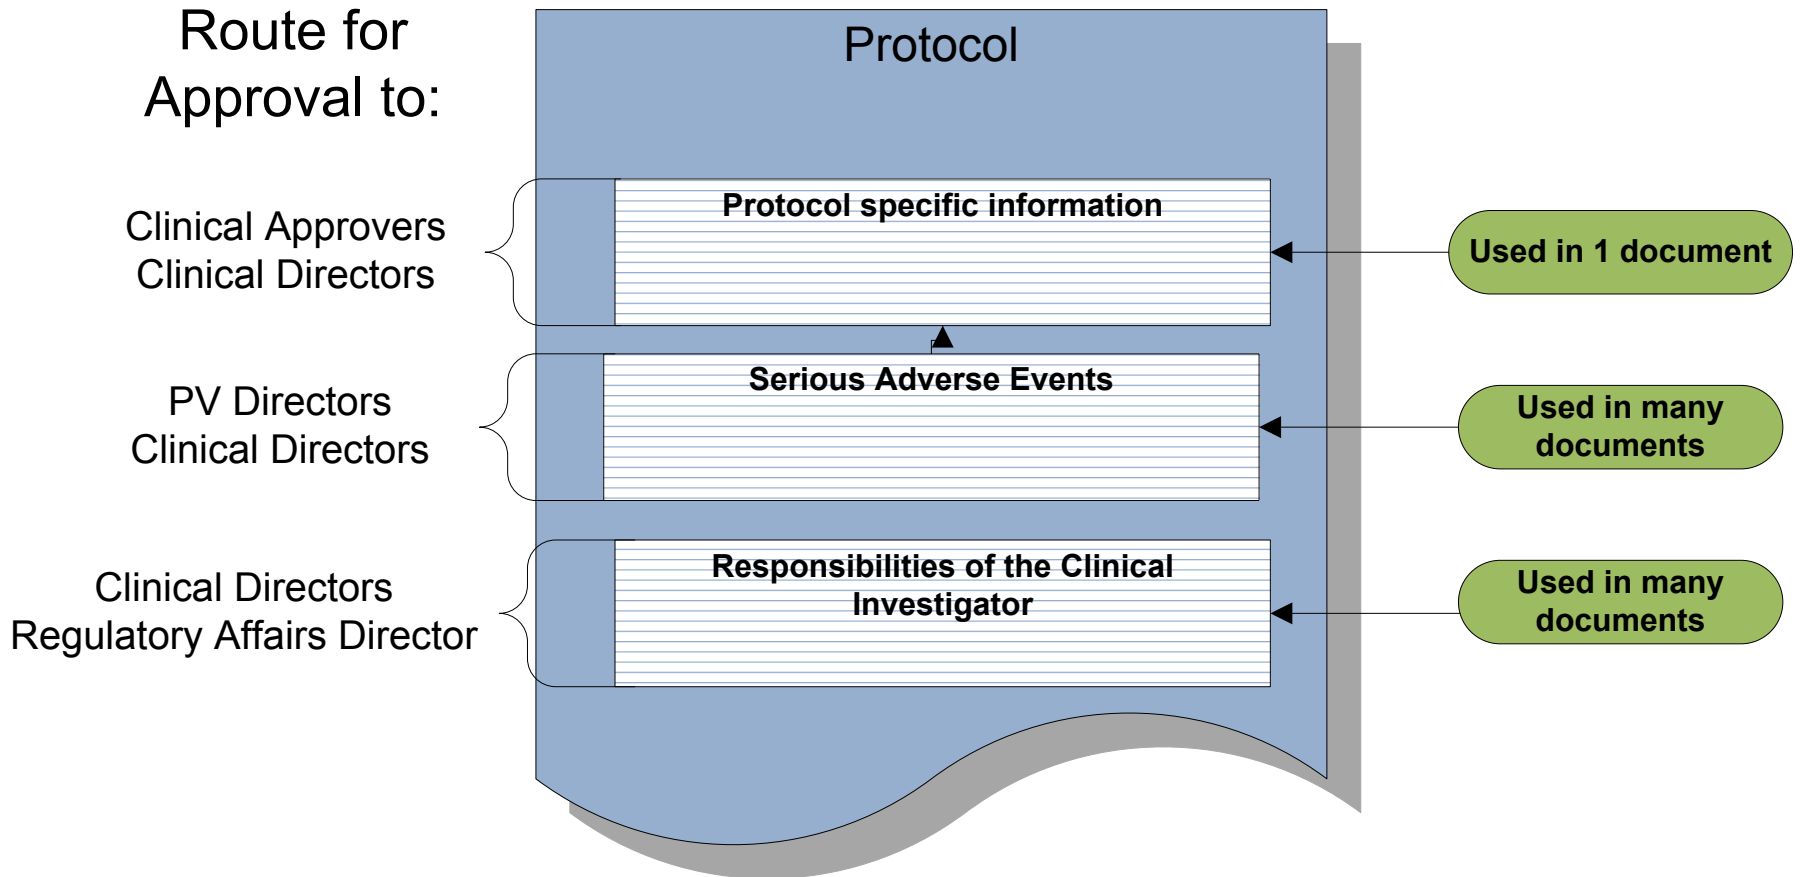 Route for
Approval to:
Protocol
Clinical Approvers
Clinical Directors
Protocol specific information
Used in 1 document
PV Directors
Clinical Directors
Serious Adverse Events
Used in many
documents
Clinical Directors
Regulatory Affairs Director
Responsibilities of the Clinical
Investigator
Used in many
documents